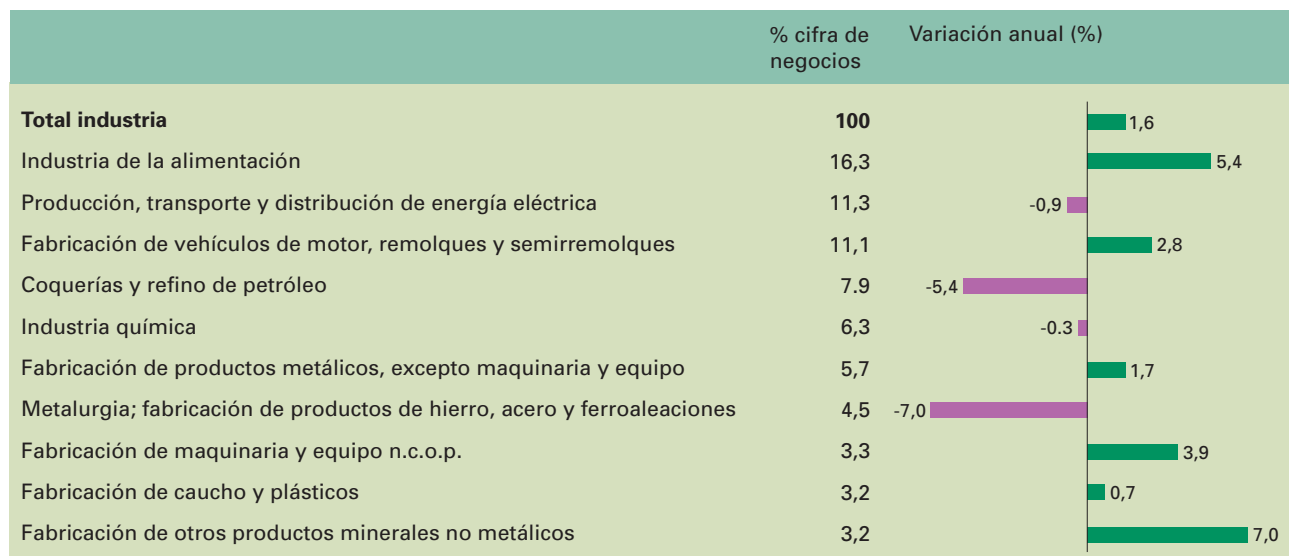 % cifra de negocios Variación anual (%)
Total industria 100 1,6
Industria de la alimentación 16,3 5,4
Producción, transporte y distribución de energía eléctrica 11,3 -0,9
Fabricación de vehículos de motor, remolques y semirremolques 11,1 2,8
Coquerías y refino de petróleo 7.9 -5,4
Industria química 6,3 -0.3
Fabricación de productos metálicos, excepto maquinaria y equipo 5,7 1,7
Metalurgia; fabricación de productos de hierro, acero y ferroaleaciones 4,5 -7,0
Fabricación de maquinaria y equipo n.c.o.p. 3,3 3,9
Fabricación de caucho y plásticos 3,2 0,7
Fabricación de otros productos minerales no metálicos 3,2 7,0